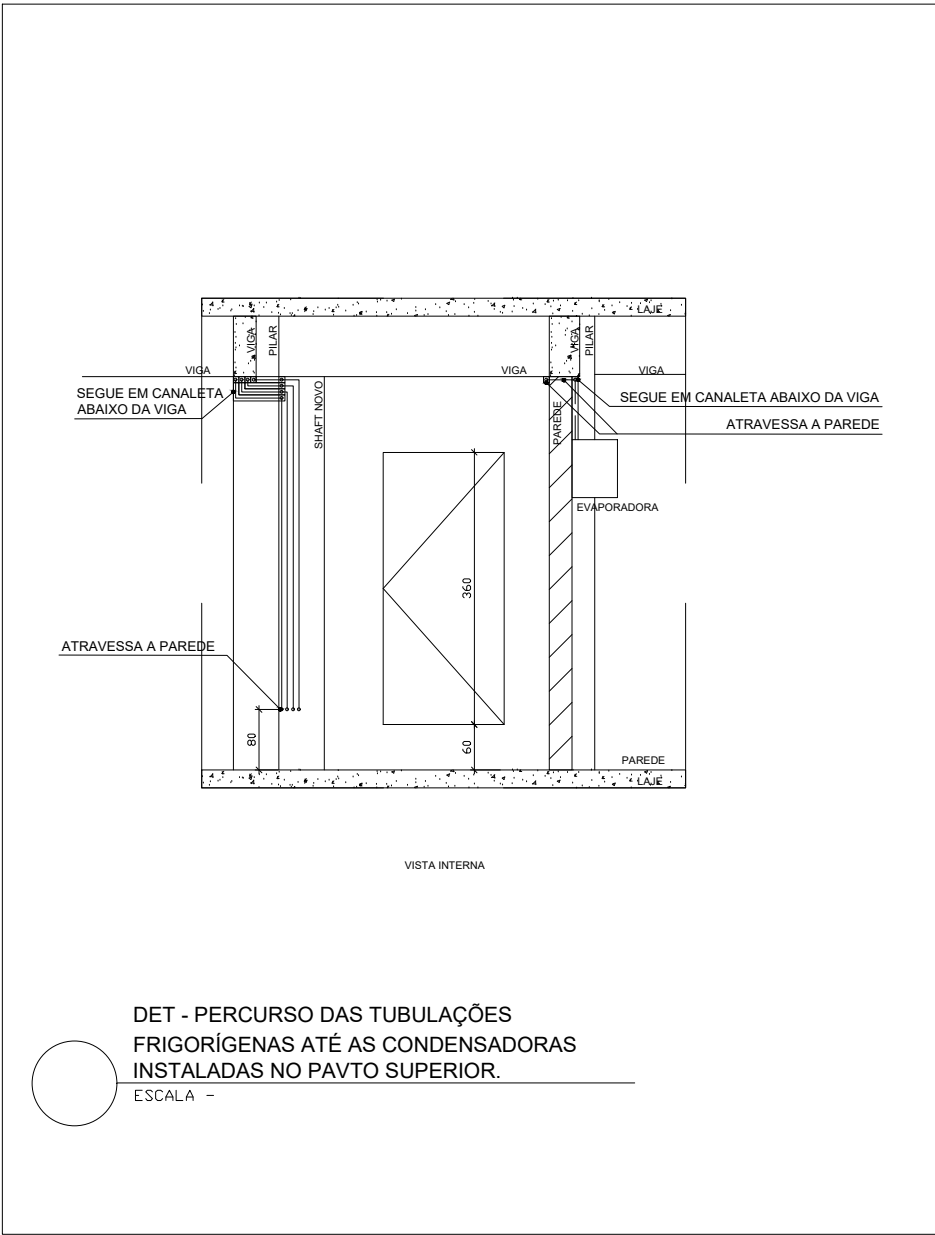 LAJE
VIGA
PILAR
VIGA
PILAR
VIGA
VIGA
VIGA
SEGUE EM CANALETA
ABAIXO DA VIGA
SHAFT NOVO
PAREDE
SEGUE EM CANALETA ABAIXO DA VIGA
ATRAVESSA A PAREDE
EVAPORADORA
360
ATRAVESSA A PAREDE
80
60
PAREDE
LAJE
VISTA INTERNA
DET - PERCURSO DAS TUBULAÇÕES
FRIGORÍGENAS ATÉ AS CONDENSADORAS
INSTALADAS NO PAVTO SUPERIOR.
ESCALA -